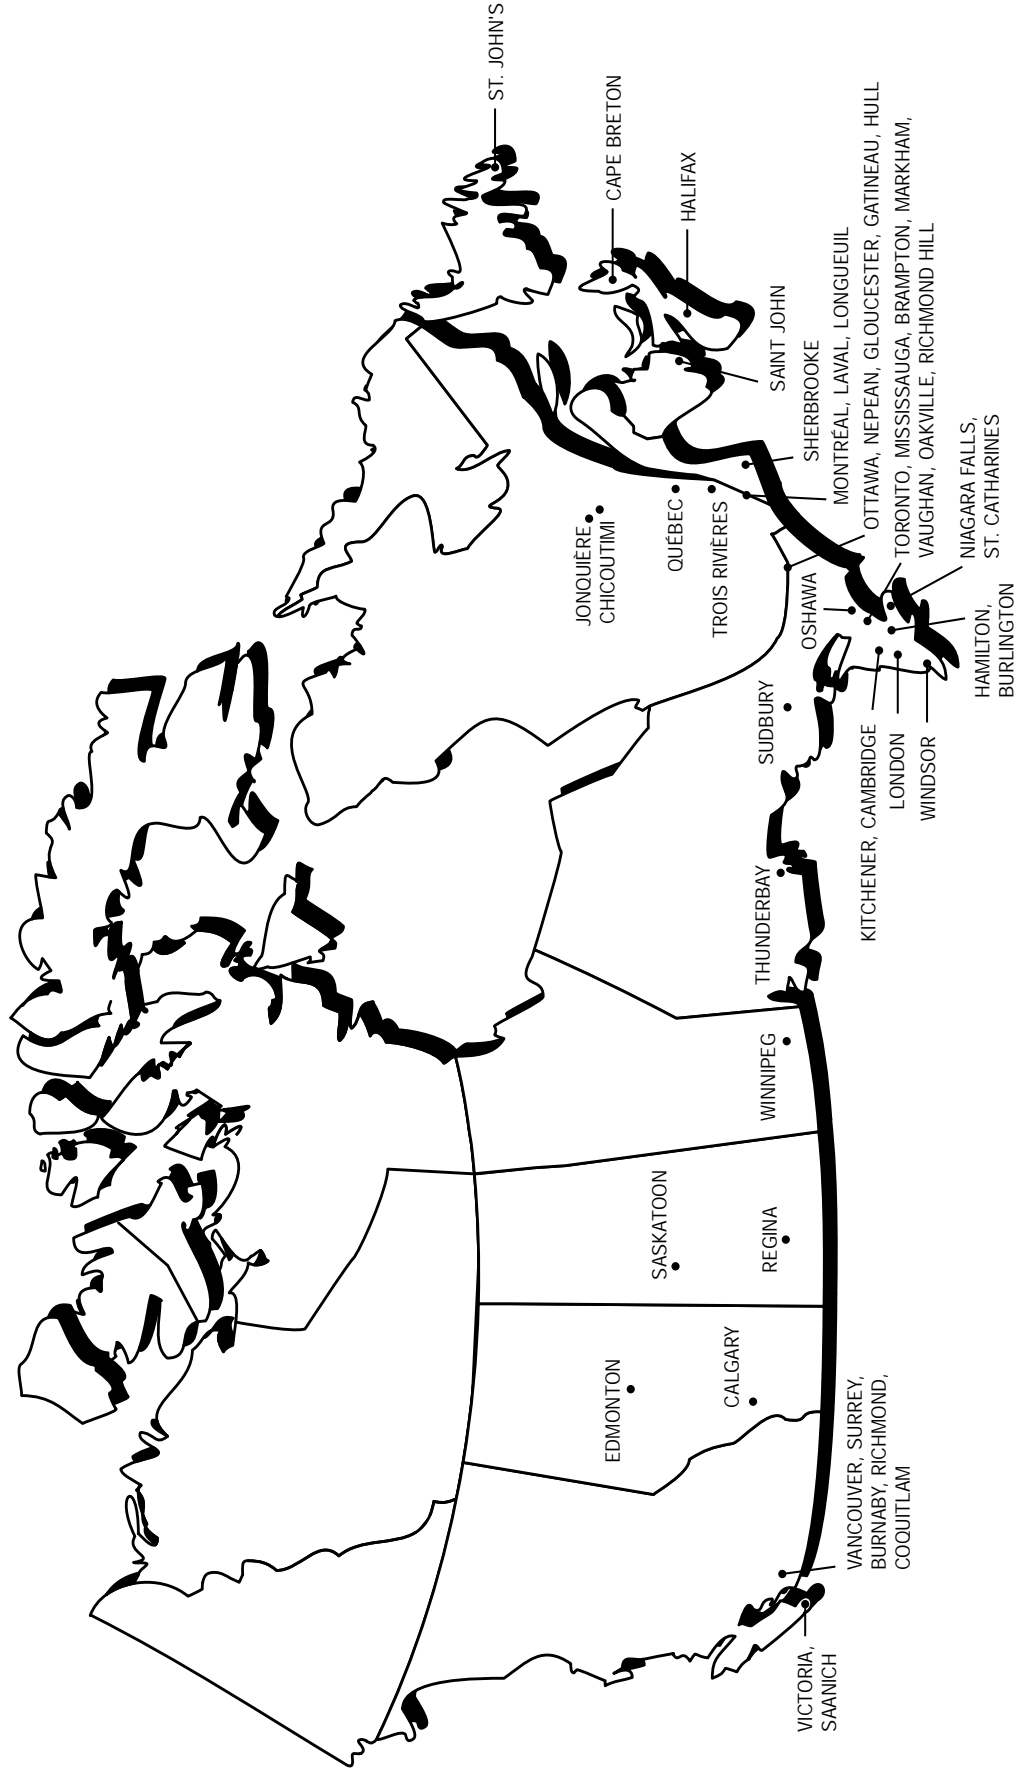 ST. JOHN'S
CAPE BRETON
HALIFAX
SAINT JOHN
SHERBROOKE
MONTRÉAL, LAVAL, LONGUEUIL
OTTAWA, NEPEAN, GLOUCESTER, GATINEAU, HULL
TORONTO, MISSISSAUGA, BRAMPTON, MARKHAM,
VAUGHAN, OAKVILLE, RICHMOND HILL
NIAGARA FALLS,
ST. CATHARINES
HAMILTON,
BURLINGTON
JONQUIÈRE
CHICOUTIMI
QUÉBEC
TROIS RIVIÈRES
OSHAWA
SUDBURY
KITCHENER, CAMBRIDGE
LONDON
WINDSOR
THUNDERBAY
WINNIPEG
SASKATOON
REGINA
EDMONTON
CALGARY
VANCOUVER, SURREY,
BURNABY, RICHMOND,
COQUITLAM
VICTORIA,
SAANICH